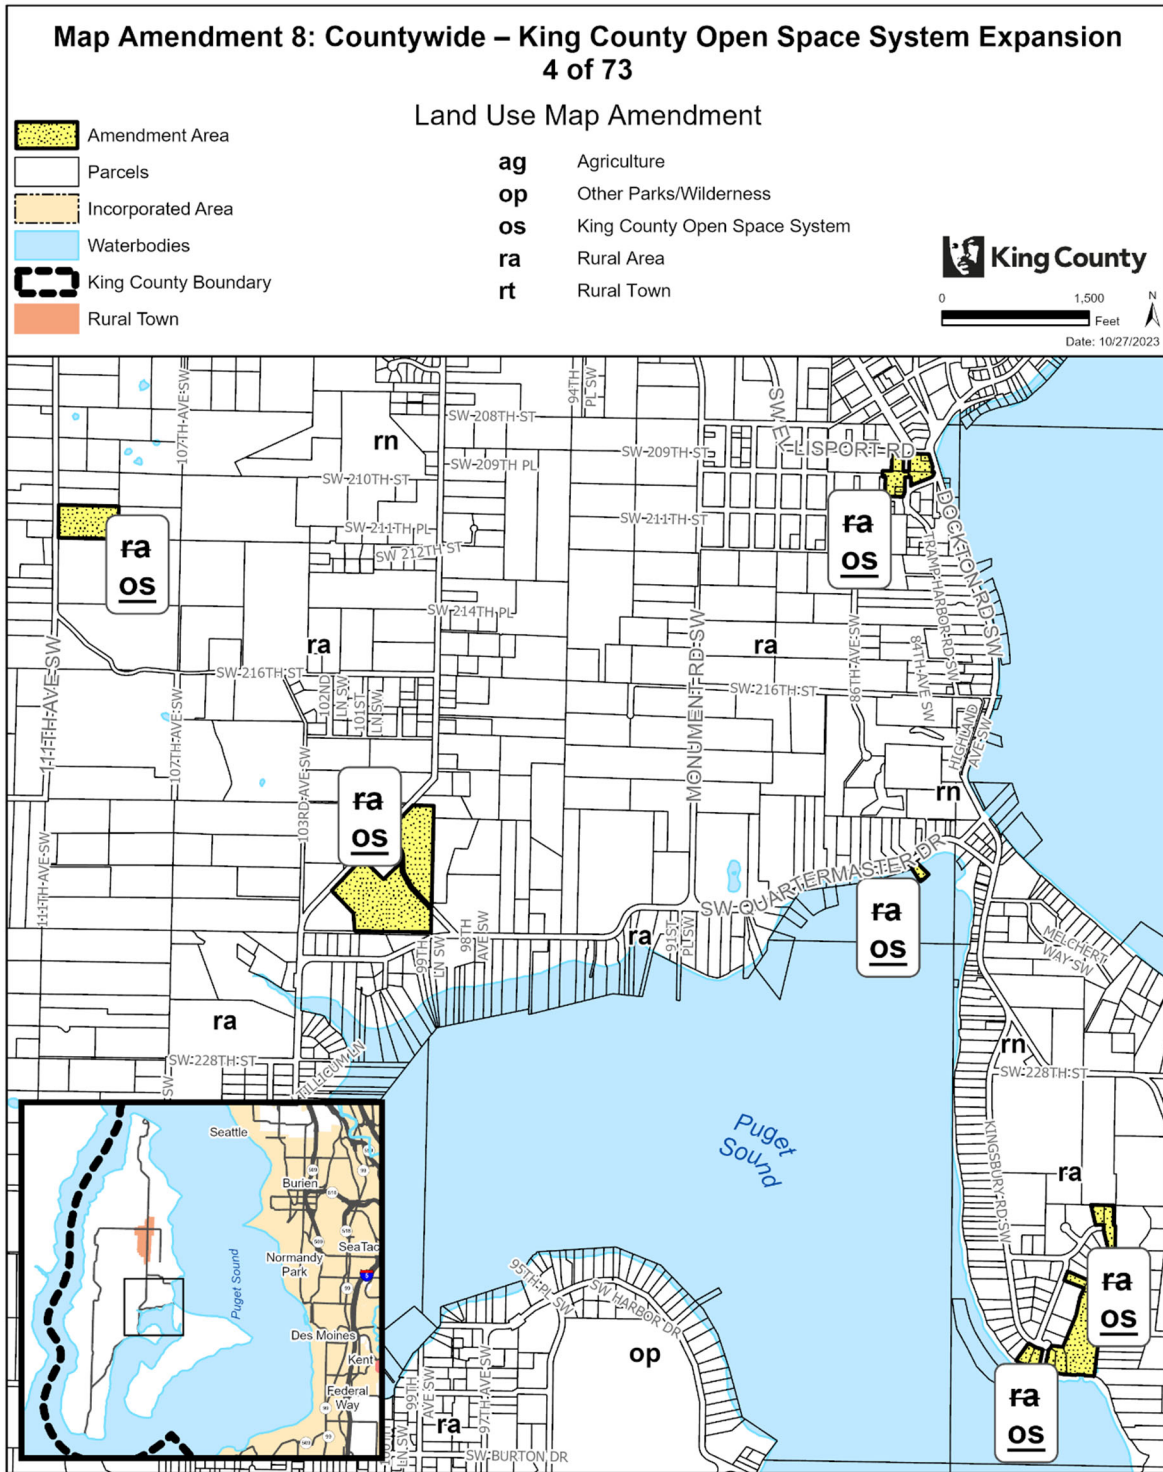 Map Amendment 8: Countywide – King County Open Space System Expansion
4 of 73
Land Use Map Amendment
Amendment Area
Parcels
Incorporated Area
Waterbodies
King County Boundary
Rural Town
ag Agriculture
op Other Parks/Wilderness
os King County Open Space System
ra Rural Area
rt Rural Town
King County
0 1,500
Feet
N
Date: 10/27/2023
107TH AVE SW
94TH
PL SW
SW 208TH ST
rn
SW ELLISPORT RD
SW 209TH ST
SW 209TH PL
SW 210TH ST
SW 211TH ST
SW 211TH PL
SW 212TH ST
ra
os
ra
os
DOCKTON RD SW
TRAMP HARBOR RD SW
SW 214TH PL
ra
ra
111TH AVE SW
SW 216TH ST
SW 216TH ST
MONUMENT RD SW
86TH AVE SW
84TH AVE SW
102ND
LN SW
101ST
LN SW
107TH AVE SW
103RD AVE SW
HIGHLAND
AVE SW
rn
ra
os
111TH AVE SW
SW QUARTERMASTER DR
ra
os
99TH
LN SW
98TH
AVE SW
ra
91ST
PL SW
MELCHERT
WAY SW
ra
rn
SW 228TH ST
SW 228TH ST
TILLICUM LN
SW
KINGSBURY RD SW
Puget
Sound
ra
ra
os
ra
os
95TH PL SW
SW HARBOR DR
op
99TH
AVE SW
97TH AVE SW
ra
LN SW
SW BURTON DR
Seattle
Burien
Normandy
Park
SeaTac
Puget Sound
Des Moines
Kent
Federal
Way
509
518
509
99
99
509
99